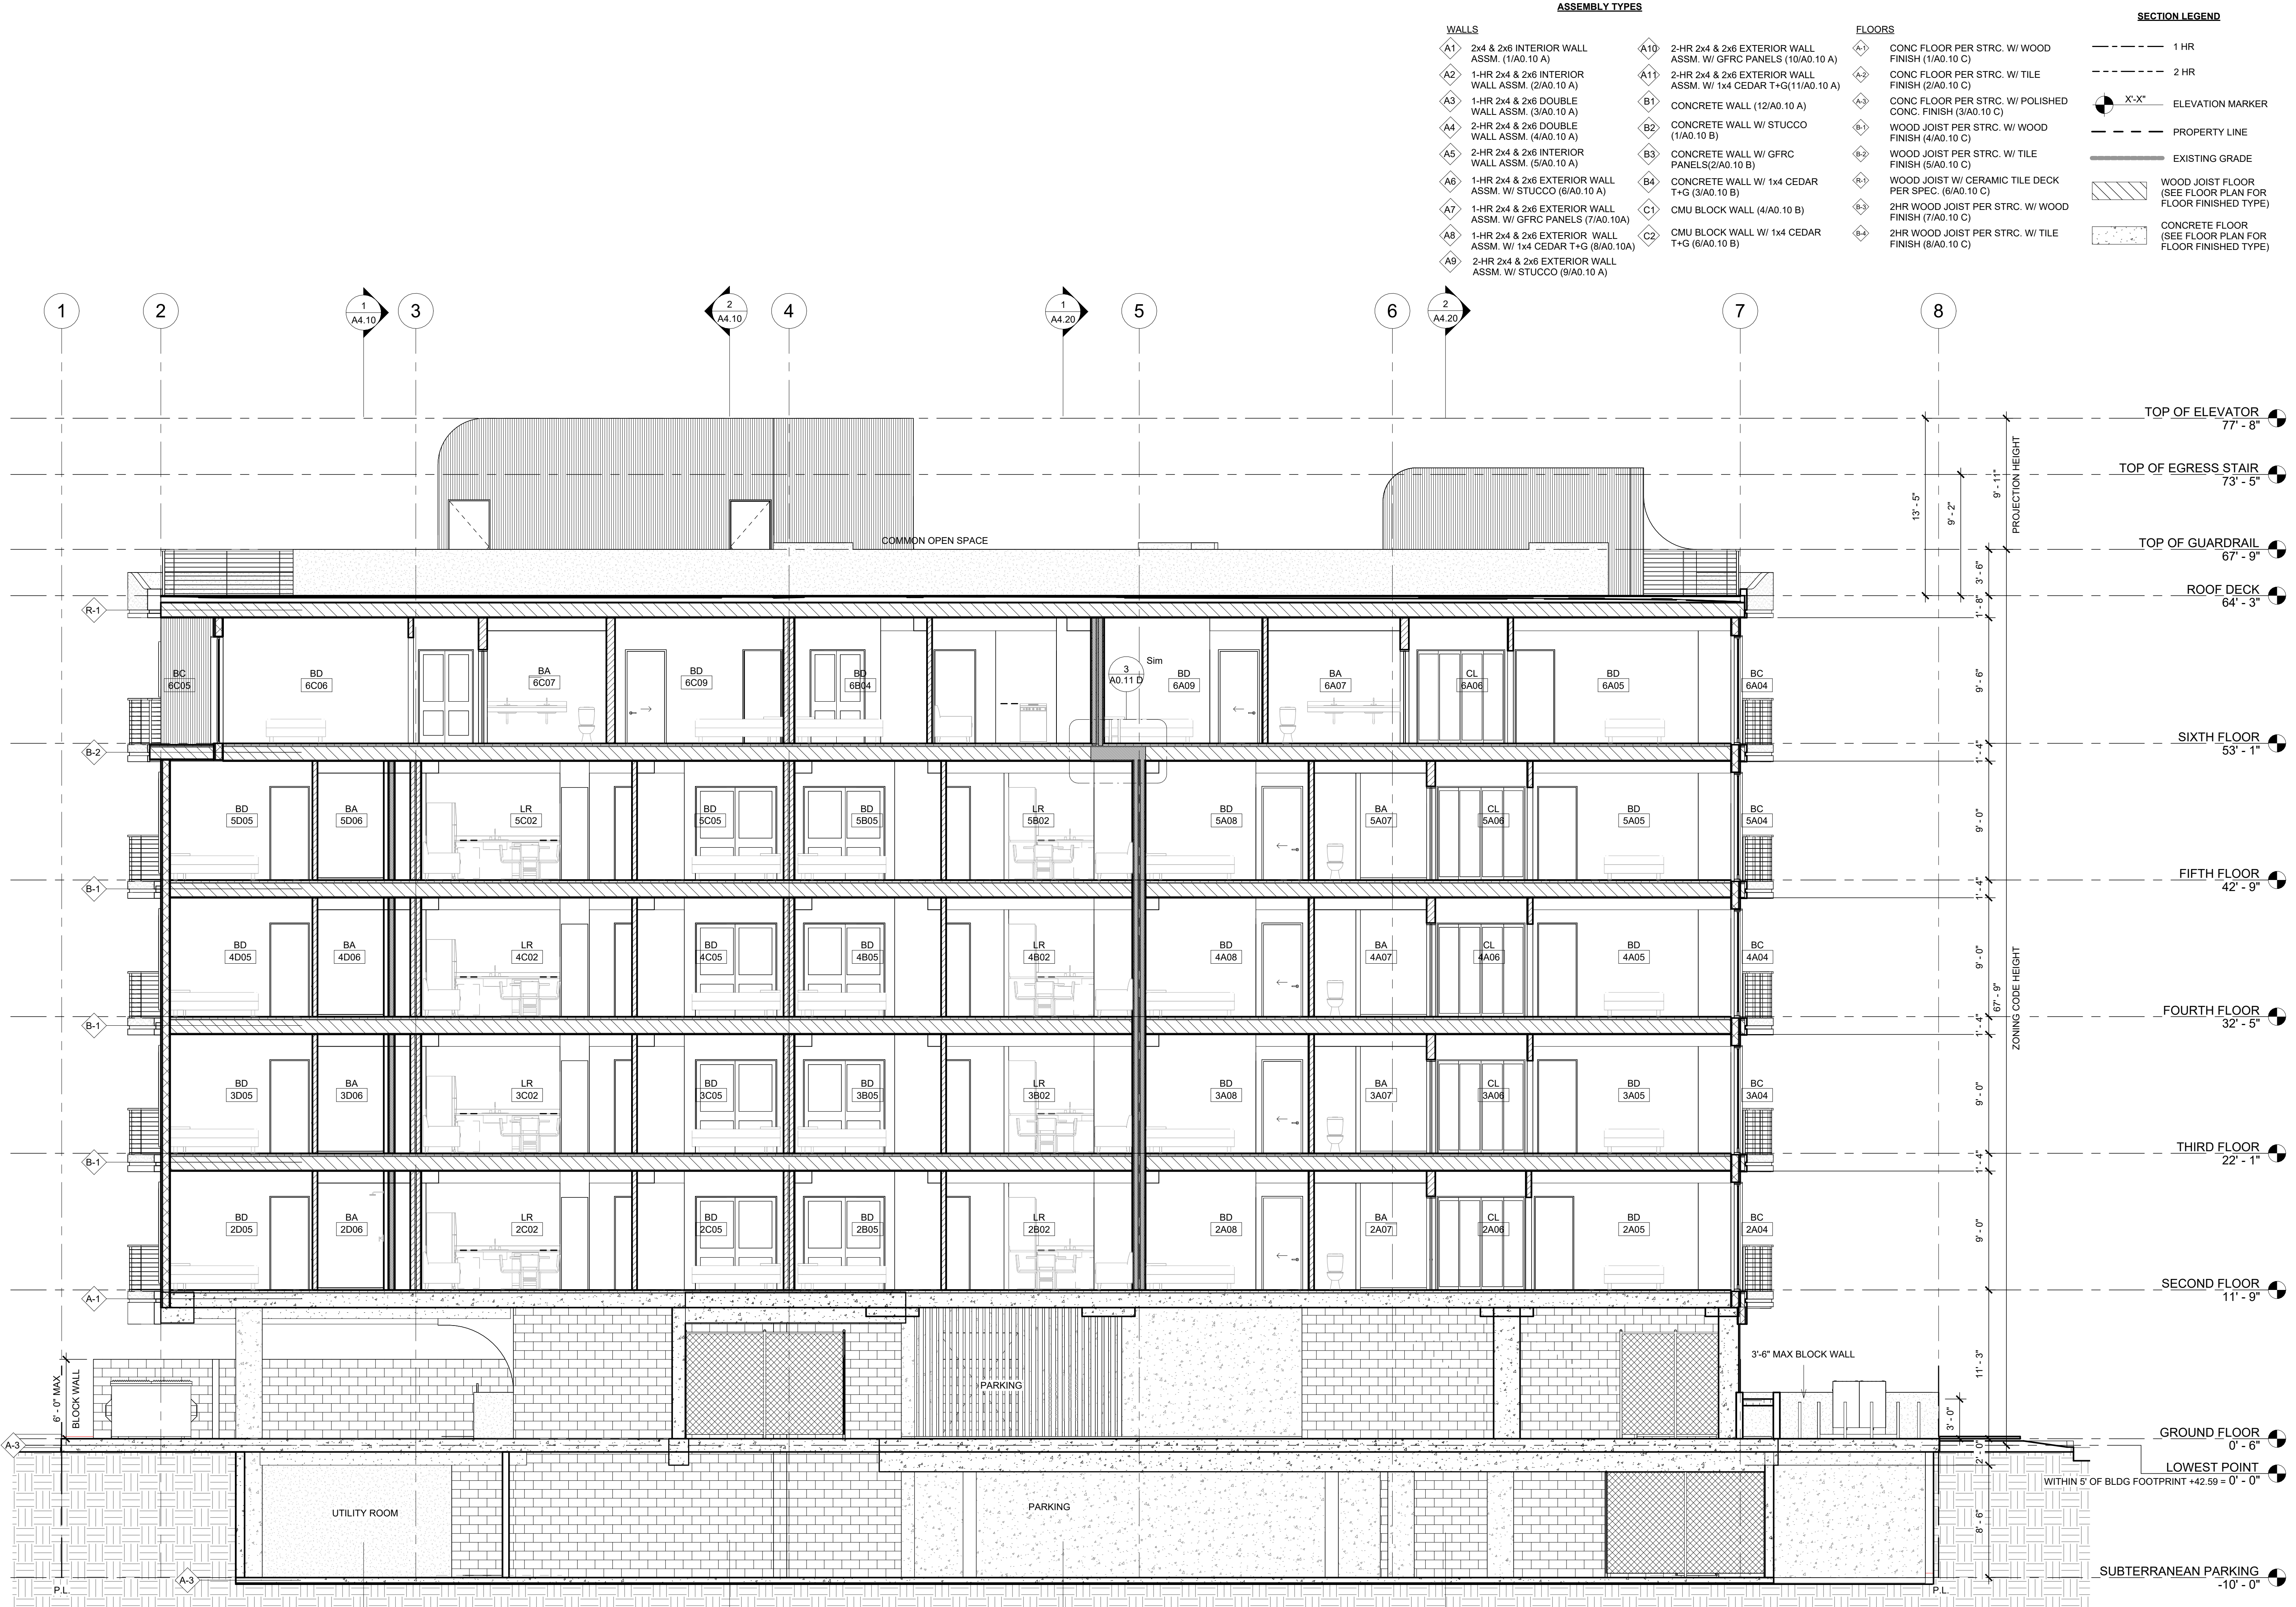 ASSEMBLY TYPES
WALLS
A1 2x4 & 2x6 INTERIOR WALL
ASSM. (1/A0.10 A)
A2 1-HR 2x4 & 2x6 INTERIOR
WALL ASSM. (2/A0.10 A)
A3 1-HR 2x4 & 2x6 DOUBLE
WALL ASSM. (3/A0.10 A)
A4 2-HR 2x4 & 2x6 DOUBLE
WALL ASSM. (4/A0.10 A)
A5 2-HR 2x4 & 2x6 INTERIOR
WALL ASSM. (5/A0.10 A)
A6 1-HR 2x4 & 2x6 EXTERIOR WALL
ASSM. W/ STUCCO (6/A0.10 A)
A7 1-HR 2x4 & 2x6 EXTERIOR WALL
ASSM. W/ GFRC PANELS (7/A0.10A)
A8 1-HR 2x4 & 2x6 EXTERIOR WALL
ASSM. W/ 1x4 CEDAR T+G (8/A0.10A)
A9 2-HR 2x4 & 2x6 EXTERIOR WALL
ASSM. W/ STUCCO (9/A0.10 A)
A10 2-HR 2x4 & 2x6 EXTERIOR WALL
ASSM. W/ GFRC PANELS (10/A0.10 A)
A11 2-HR 2x4 & 2x6 EXTERIOR WALL
ASSM. W/ 1x4 CEDAR T+G(11/A0.10 A)
B1 CONCRETE WALL (12/A0.10 A)
B2 CONCRETE WALL W/ STUCCO
(1/A0.10 B)
B3 CONCRETE WALL W/ GFRC
PANELS(2/A0.10 B)
B4 CONCRETE WALL W/ 1x4 CEDAR
T+G (3/A0.10 B)
C1 CMU BLOCK WALL (4/A0.10 B)
C2 CMU BLOCK WALL W/ 1x4 CEDAR
T+G (6/A0.10 B)
FLOORS
A-1 CONC FLOOR PER STRC. W/ WOOD
FINISH (1/A0.10 C)
A-2 CONC FLOOR PER STRC. W/ TILE
FINISH (2/A0.10 C)
A-3 CONC FLOOR PER STRC. W/ POLISHED
CONC. FINISH (3/A0.10 C)
B-1 WOOD JOIST PER STRC. W/ WOOD
FINISH (4/A0.10 C)
B-2 WOOD JOIST PER STRC. W/ TILE
FINISH (5/A0.10 C)
R-1 WOOD JOIST W/ CERAMIC TILE DECK
PER SPEC. (6/A0.10 C)
B-3 2HR WOOD JOIST PER STRC. W/ WOOD
FINISH (7/A0.10 C)
B-4 2HR WOOD JOIST PER STRC. W/ TILE
FINISH (8/A0.10 C)
SECTION LEGEND
1 HR
2 HR
X'-X" ELEVATION MARKER
PROPERTY LINE
EXISTING GRADE
WOOD JOIST FLOOR
(SEE FLOOR PLAN FOR
FLOOR FINISHED TYPE)
CONCRETE FLOOR
(SEE FLOOR PLAN FOR
FLOOR FINISHED TYPE)
1 2 1 A4.10 3 2 A4.10 4 1 A4.20 5 6 2 A4.20 7 8
TOP OF ELEVATOR
77' - 8"
TOP OF EGRESS STAIR
73' - 5"
13' - 5"
9' - 2"
9' - 11"
PROJECTION HEIGHT
COMMON OPEN SPACE
TOP OF GUARDRAIL
67' - 9"
3' - 6"
ROOF DECK
64' - 3"
R-1
1' - 8"
3
A0.11 D
Sim
BC BD BA BD BD BD BA CL BD BC
6C05 6C06 6C07 6C09 6B04 6A09 6A07 6A06 6A05 6A04
9' - 6"
SIXTH FLOOR
53' - 1"
B-2
1' - 4"
BD BA LR BD BD LR BD BA CL BD BC
5D05 5D06 5C02 5C05 5B05 5B02 5A08 5A07 5A06 5A05 5A04
9' - 0"
FIFTH FLOOR
42' - 9"
B-1
1' - 4"
BD BA LR BD BD LR BD BA CL BD BC
4D05 4D06 4C02 4C05 4B05 4B02 4A08 4A07 4A06 4A05 4A04
9' - 0"
67' - 9"
ZONING CODE HEIGHT
FOURTH FLOOR
32' - 5"
B-1
1' - 4"
BD BA LR BD BD LR BD BA CL BD BC
3D05 3D06 3C02 3C05 3B05 3B02 3A08 3A07 3A06 3A05 3A04
9' - 0"
THIRD FLOOR
22' - 1"
B-1
1' - 4"
BD BA LR BD BD LR BD BA CL BD BC
2D05 2D06 2C02 2C05 2B05 2B02 2A08 2A07 2A06 2A05 2A04
9' - 0"
SECOND FLOOR
11' - 9"
A-1
11' - 3"
3'-6" MAX BLOCK WALL
6' - 0" MAX
BLOCK WALL
PARKING
3' - 0"
A-3
GROUND FLOOR
0' - 6"
2' - 0"
LOWEST POINT
WITHIN 5' OF BLDG FOOTPRINT +42.59 = 0' - 0"
UTILITY ROOM
PARKING
8' - 6"
A-3
SUBTERRANEAN PARKING
-10' - 0"
P.L.
P.L.